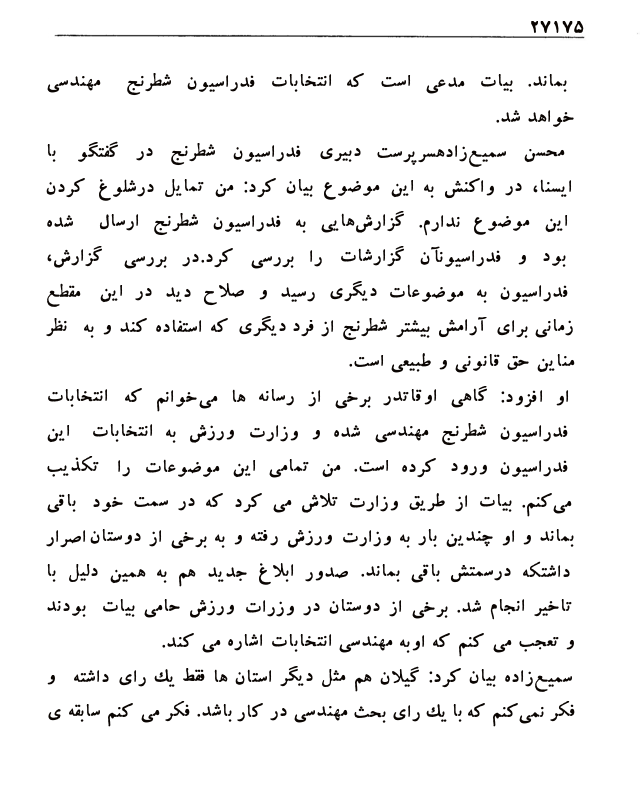 ۲۷۱۷۵
بماند. بیات مدعی است که انتخابات فدراسیون شطرنج مهندسی
خواهد شد.
محسن سمیع‌زادهسرپرست دبیری فدراسیون شطرنج در گفتگو با
ایسنا، در واکنش به این موضوع بیان کرد: من تمایل درشلوغ کردن
این موضوع ندارم. گزارش‌هایی به فدراسیون شطرنج ارسال شده
بود و فدراسیونآن گزارشات را بررسی کرد.در بررسی گزارش،
فدراسیون به موضوعات دیگری رسید و صلاح دید در این مقطع
زمانی برای آرامش بیشتر شطرنج از فرد دیگری که استفاده کند و به نظر
مناین حق قانونی و طبیعی است.
او افزود: گاهی اوقاتدر برخی از رسانه ها می‌خوانم که انتخابات
فدراسیون شطرنج مهندسی شده و وزارت ورزش به انتخابات این
فدراسیون ورود کرده است. من تمامی این موضوعات را تکذیب
می‌کنم. بیات از طریق وزارت تلاش می کرد که در سمت خود باقی
بماند و او چندین بار به وزارت ورزش رفته و به برخی از دوستان اصرار
داشتکه درسمتش باقی بماند. صدور ابلاغ جدید هم به همین دلیل با
تاخیر انجام شد. برخی از دوستان در وزرات ورزش حامی بیات بودند
و تعجب می کنم که اوبه مهندسی انتخابات اشاره می کند.
سمیع‌زاده بیان کرد: گیلان هم مثل دیگر استان ها فقط یك رای داشته و
فکر نمی‌کنم که با یك رای بحث مهندسی در کار باشد. فکر می کنم سابقه ی